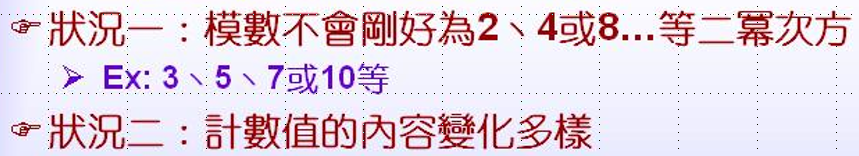 ☞ 狀況一：模數不會剛好為2、4或8...等二冪次方
➢ Ex: 3、5、7或10等
☞ 狀況二：計數值的內容變化多樣